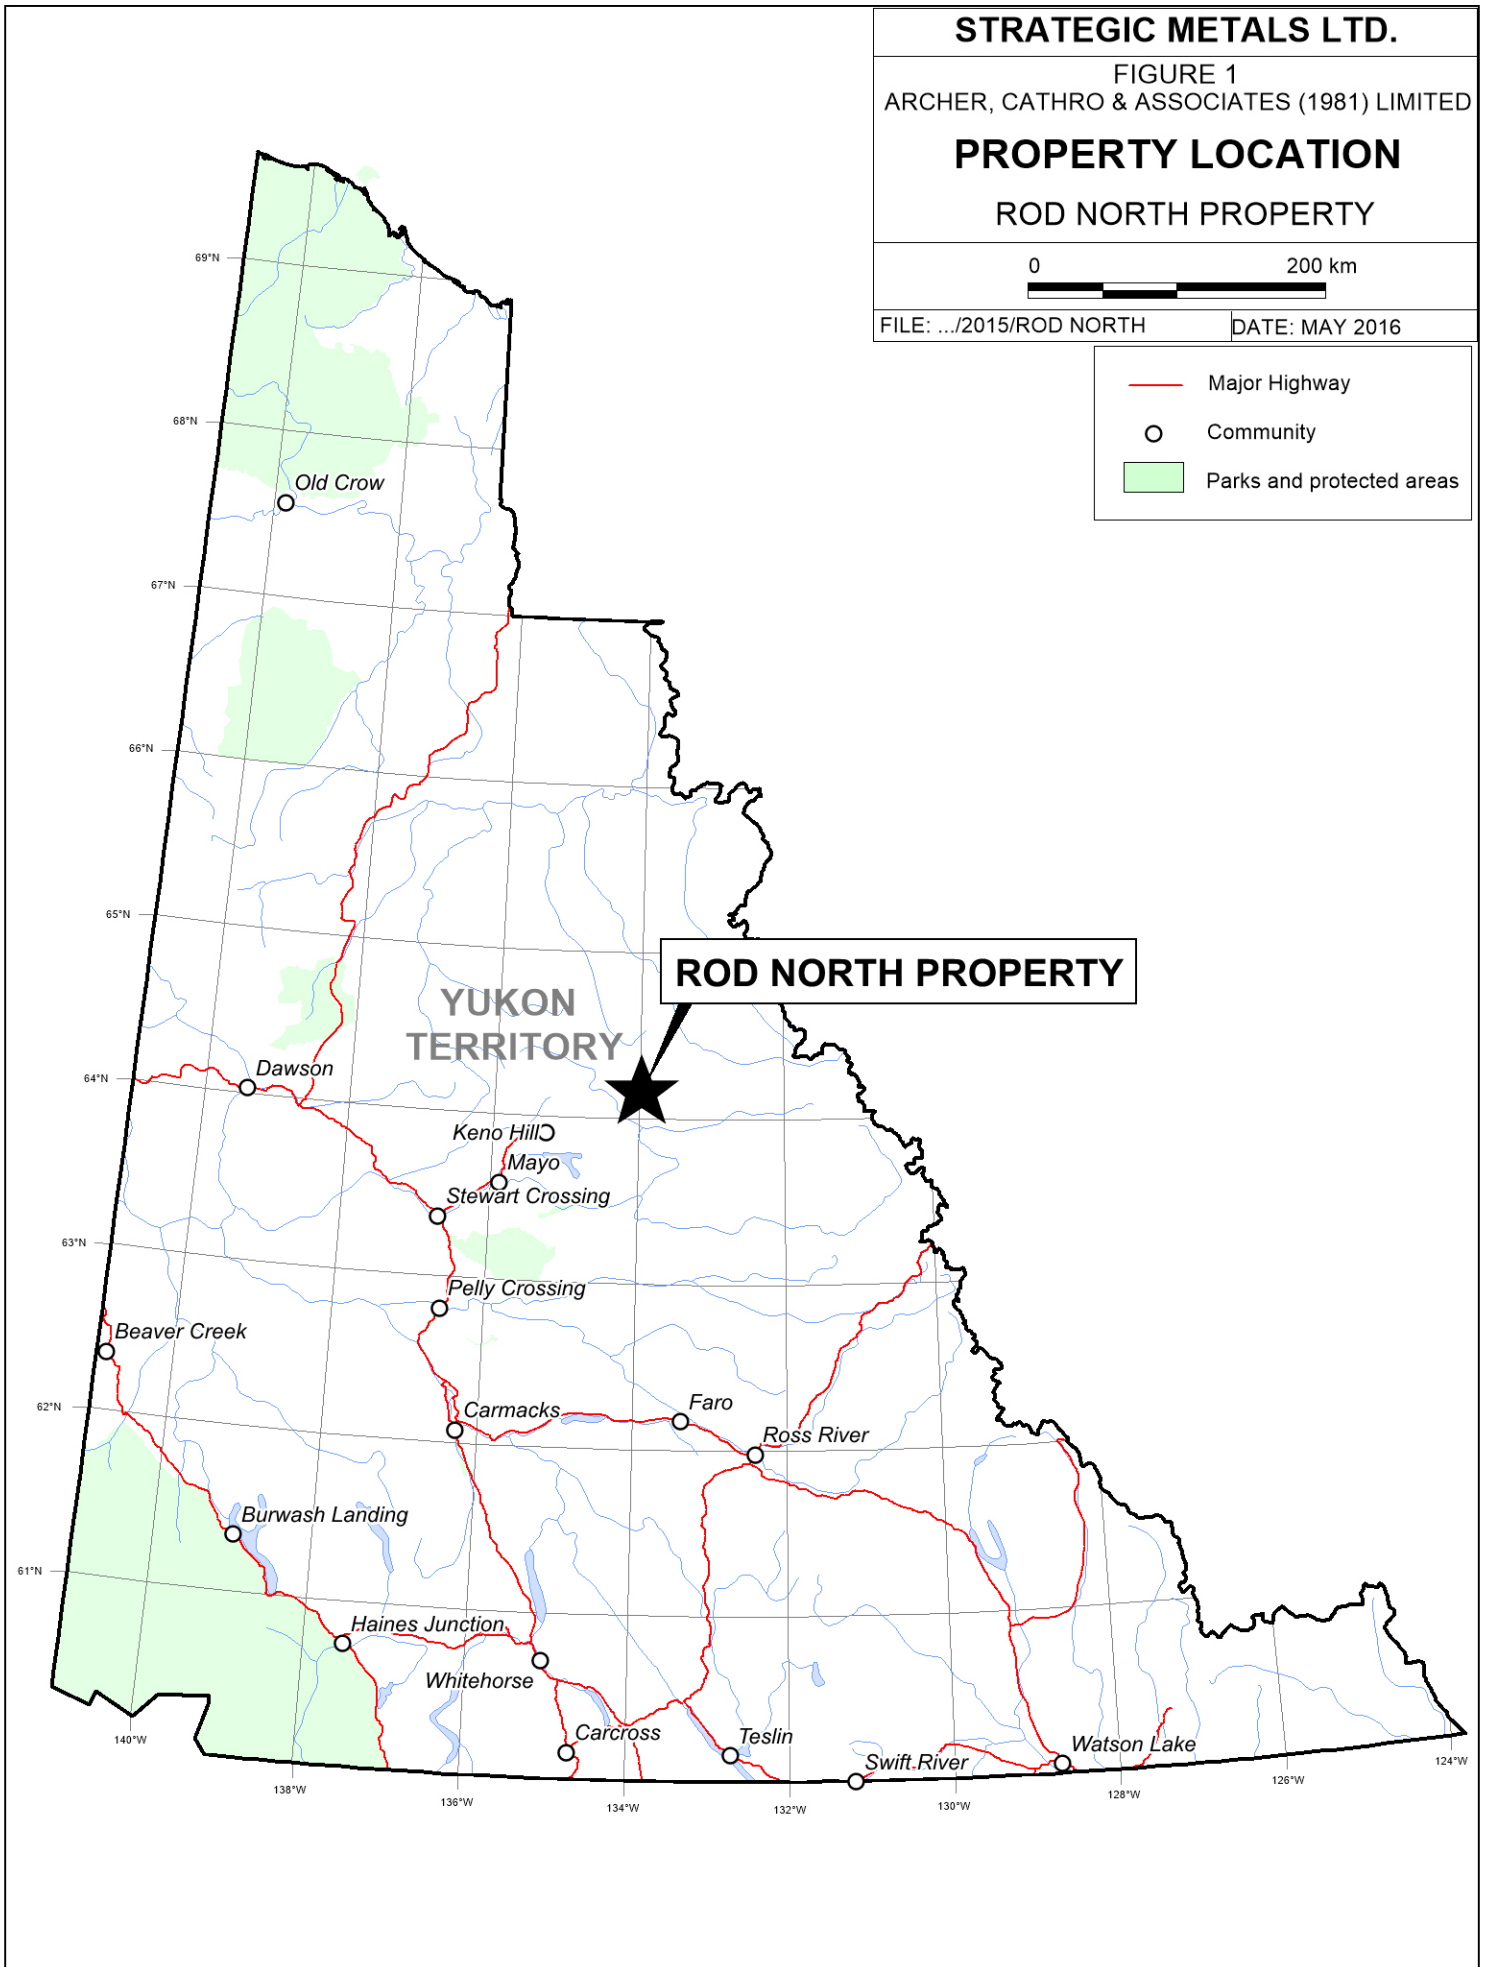 STRATEGIC METALS LTD.
FIGURE 1
ARCHER, CATHRO & ASSOCIATES (1981) LIMITED
PROPERTY LOCATION
ROD NORTH PROPERTY
0 200 km
FILE: .../2015/ROD NORTH DATE: MAY 2016
Major Highway
Community
Parks and protected areas
69°N
68°N
Old Crow
67°N
66°N
65°N
ROD NORTH PROPERTY
YUKON
TERRITORY
Dawson
64°N
Keno Hill
Mayo
Stewart Crossing
63°N
Pelly Crossing
Beaver Creek
62°N
Carmacks
Faro
Ross River
Burwash Landing
61°N
Haines Junction
Whitehorse
Carcross
Teslin
Swift River
Watson Lake
140°W
138°W
136°W
134°W
132°W
130°W
128°W
126°W
124°W